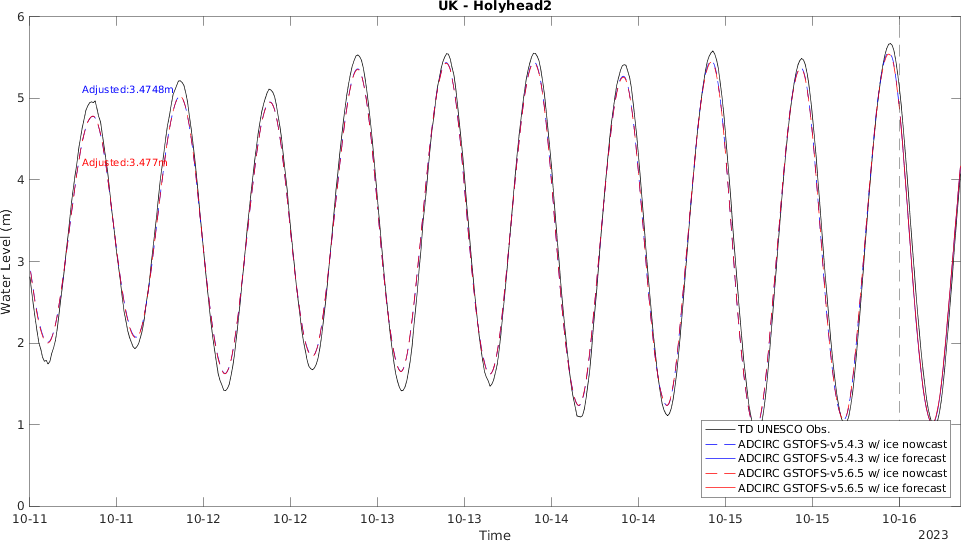 UK - Holyhead2
6
5
4
3
2
1
0
Water Level (m)
Adjusted:3.4748m
Adjusted:3.477m
TD UNESCO Obs.
ADCIRC GSTOFS-v5.4.3 w/ ice nowcast
ADCIRC GSTOFS-v5.4.3 w/ ice forecast
ADCIRC GSTOFS-v5.6.5 w/ ice nowcast
ADCIRC GSTOFS-v5.6.5 w/ ice forecast
10-11 10-11 10-12 10-12 10-13 10-13 10-14 10-14 10-15 10-15 10-16
Time
2023